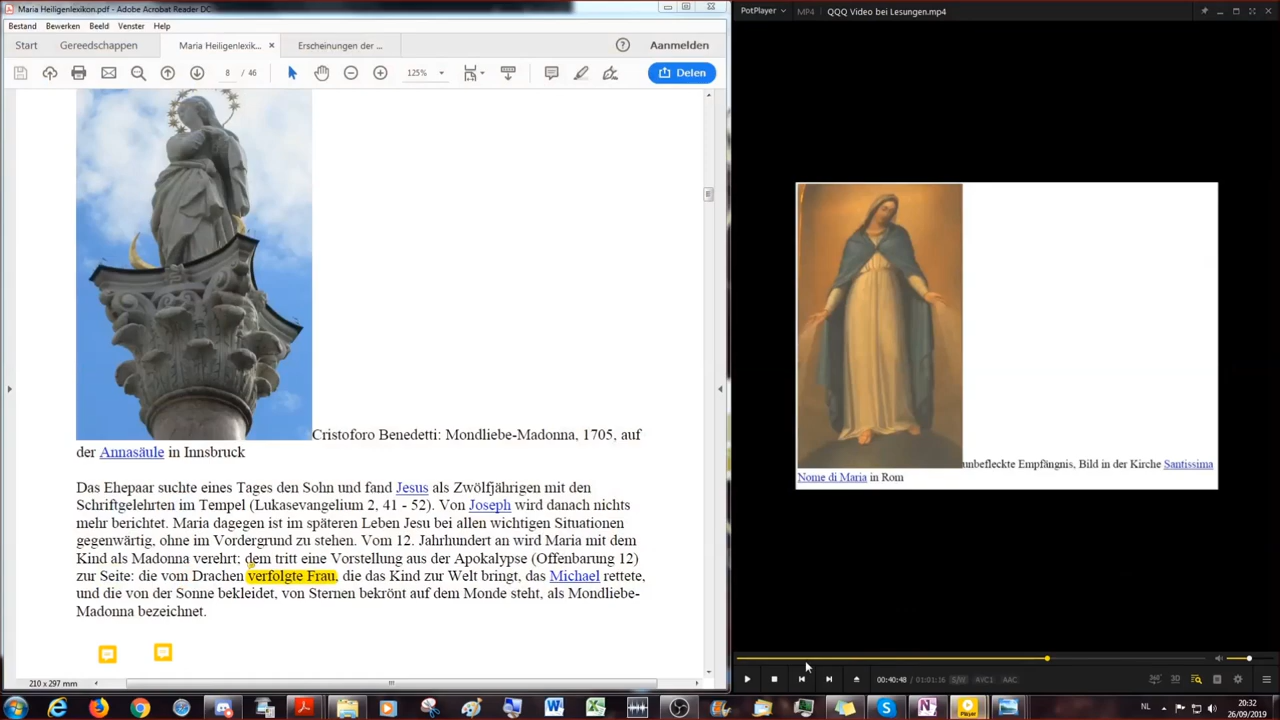 Maria Heiligenlexikon.pdf - Adobe Acrobat Reader DC
Bestand Bewerken Beeld Venster Help
Start Gereedschappen Maria Heiligenlexik... × Erscheinungen der ... Aanmelden
8 / 46 125% Delen
Cristoforo Benedetti: Mondliebe-Madonna, 1705, auf
der Annasäule in Innsbruck
Das Ehepaar suchte eines Tages den Sohn und fand Jesus als Zwölfjährigen mit den
Schriftgelehrten im Tempel (Lukasevangelium 2, 41 - 52). Von Joseph wird danach nichts
mehr berichtet. Maria dagegen ist im späteren Leben Jesu bei allen wichtigen Situationen
gegenwärtig, ohne im Vordergrund zu stehen. Vom 12. Jahrhundert an wird Maria mit dem
Kind als Madonna verehrt; dem tritt eine Vorstellung aus der Apokalypse (Offenbarung 12)
zur Seite: die vom Drachen verfolgte Frau, die das Kind zur Welt bringt, das Michael rettete,
und die von der Sonne bekleidet, von Sternen bekrönt auf dem Monde steht, als Mondliebe-
Madonna bezeichnet.
210 x 297 mm
PotPlayer MP4 QQQ Video bei Lesungen.mp4
unbefleckte Empfängnis, Bild in der Kirche Santissima
Nome di Maria in Rom
00:40:48 / 01:01:16 S/W AVC1 AAC
360° 3D
NL 20:32
26/09/2019